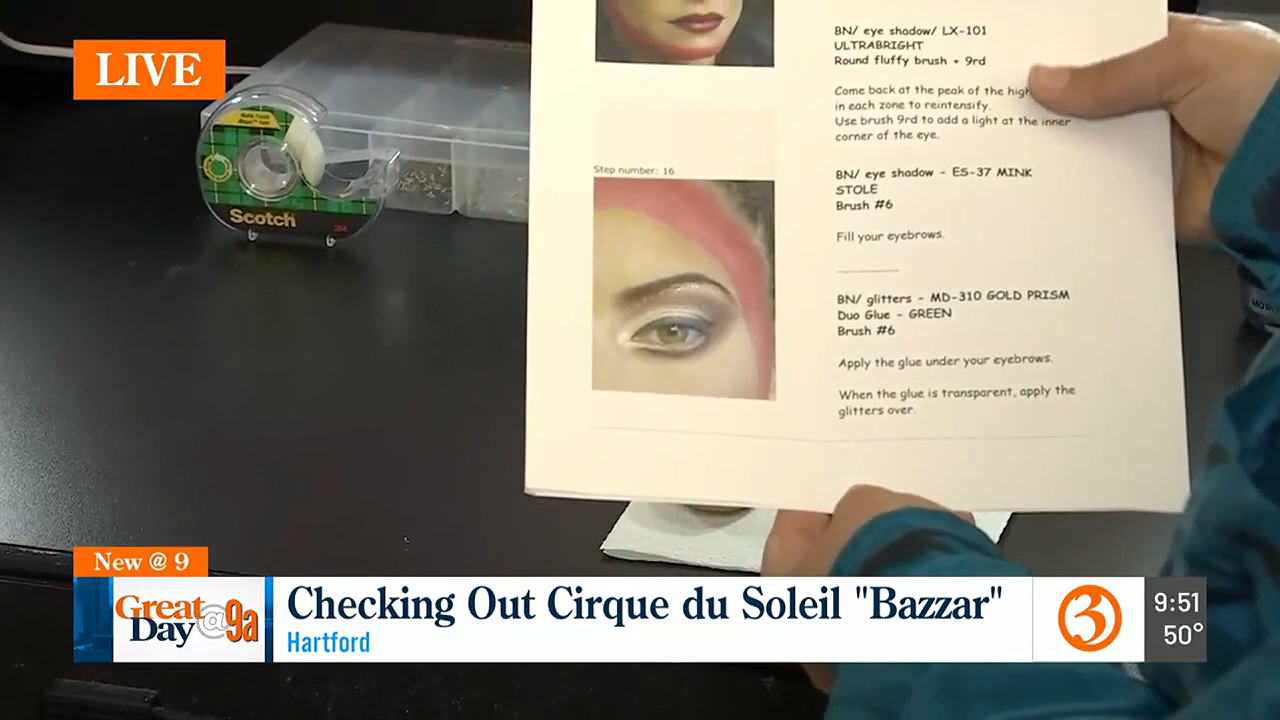 LIVE
Matte Finish
Magic™ Tape
Scotch
3M
BN/ eye shadow/ LX-101
ULTRABRIGHT
Round fluffy brush + 9rd
Come back at the peak of the high
in each zone to reintensify.
Use brush 9rd to add a light at the inner
corner of the eye.
Step number: 16
BN/ eye shadow - ES-37 MINK
STOLE
Brush #6
Fill your eyebrows.
BN/ glitters - MD-310 GOLD PRISM
Duo Glue - GREEN
Brush #6
Apply the glue under your eyebrows.
When the glue is transparent, apply the
glitters over.
New @ 9
Great
Day @9a
Checking Out Cirque du Soleil "Bazzar"
Hartford
3
9:51
50°